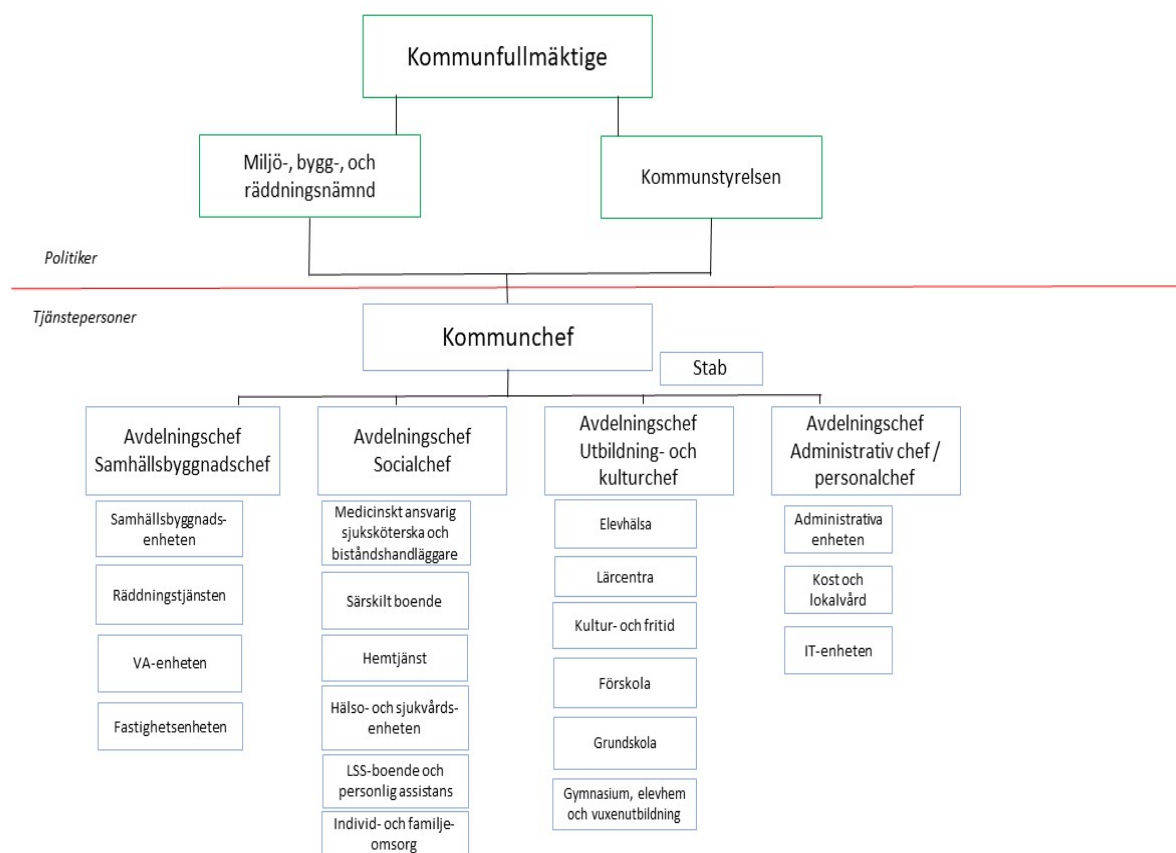 Kommunfullmäktige
Miljö-, bygg-, och
räddningsnämnd
Kommunstyrelsen
Politiker
Tjänstepersoner
Kommunchef
Stab
Avdelningschef
Samhällsbyggnadschef
Avdelningschef
Socialchef
Avdelningschef
Utbildning- och
kulturchef
Avdelningschef
Administrativ chef /
personalchef
Samhällsbyggnads-
enheten
Räddningstjänsten
VA-enheten
Fastighetsenheten
Medicinskt ansvarig
sjuksköterska och
biståndshandläggare
Särskilt boende
Hemtjänst
Hälso- och sjukvårds-
enheten
LSS-boende och
personlig assistans
Individ- och familje-
omsorg
Elevhälsa
Lärcentra
Kultur- och fritid
Förskola
Grundskola
Gymnasium, elevhem
och vuxenutbildning
Administrativa
enheten
Kost och
lokalvård
IT-enheten